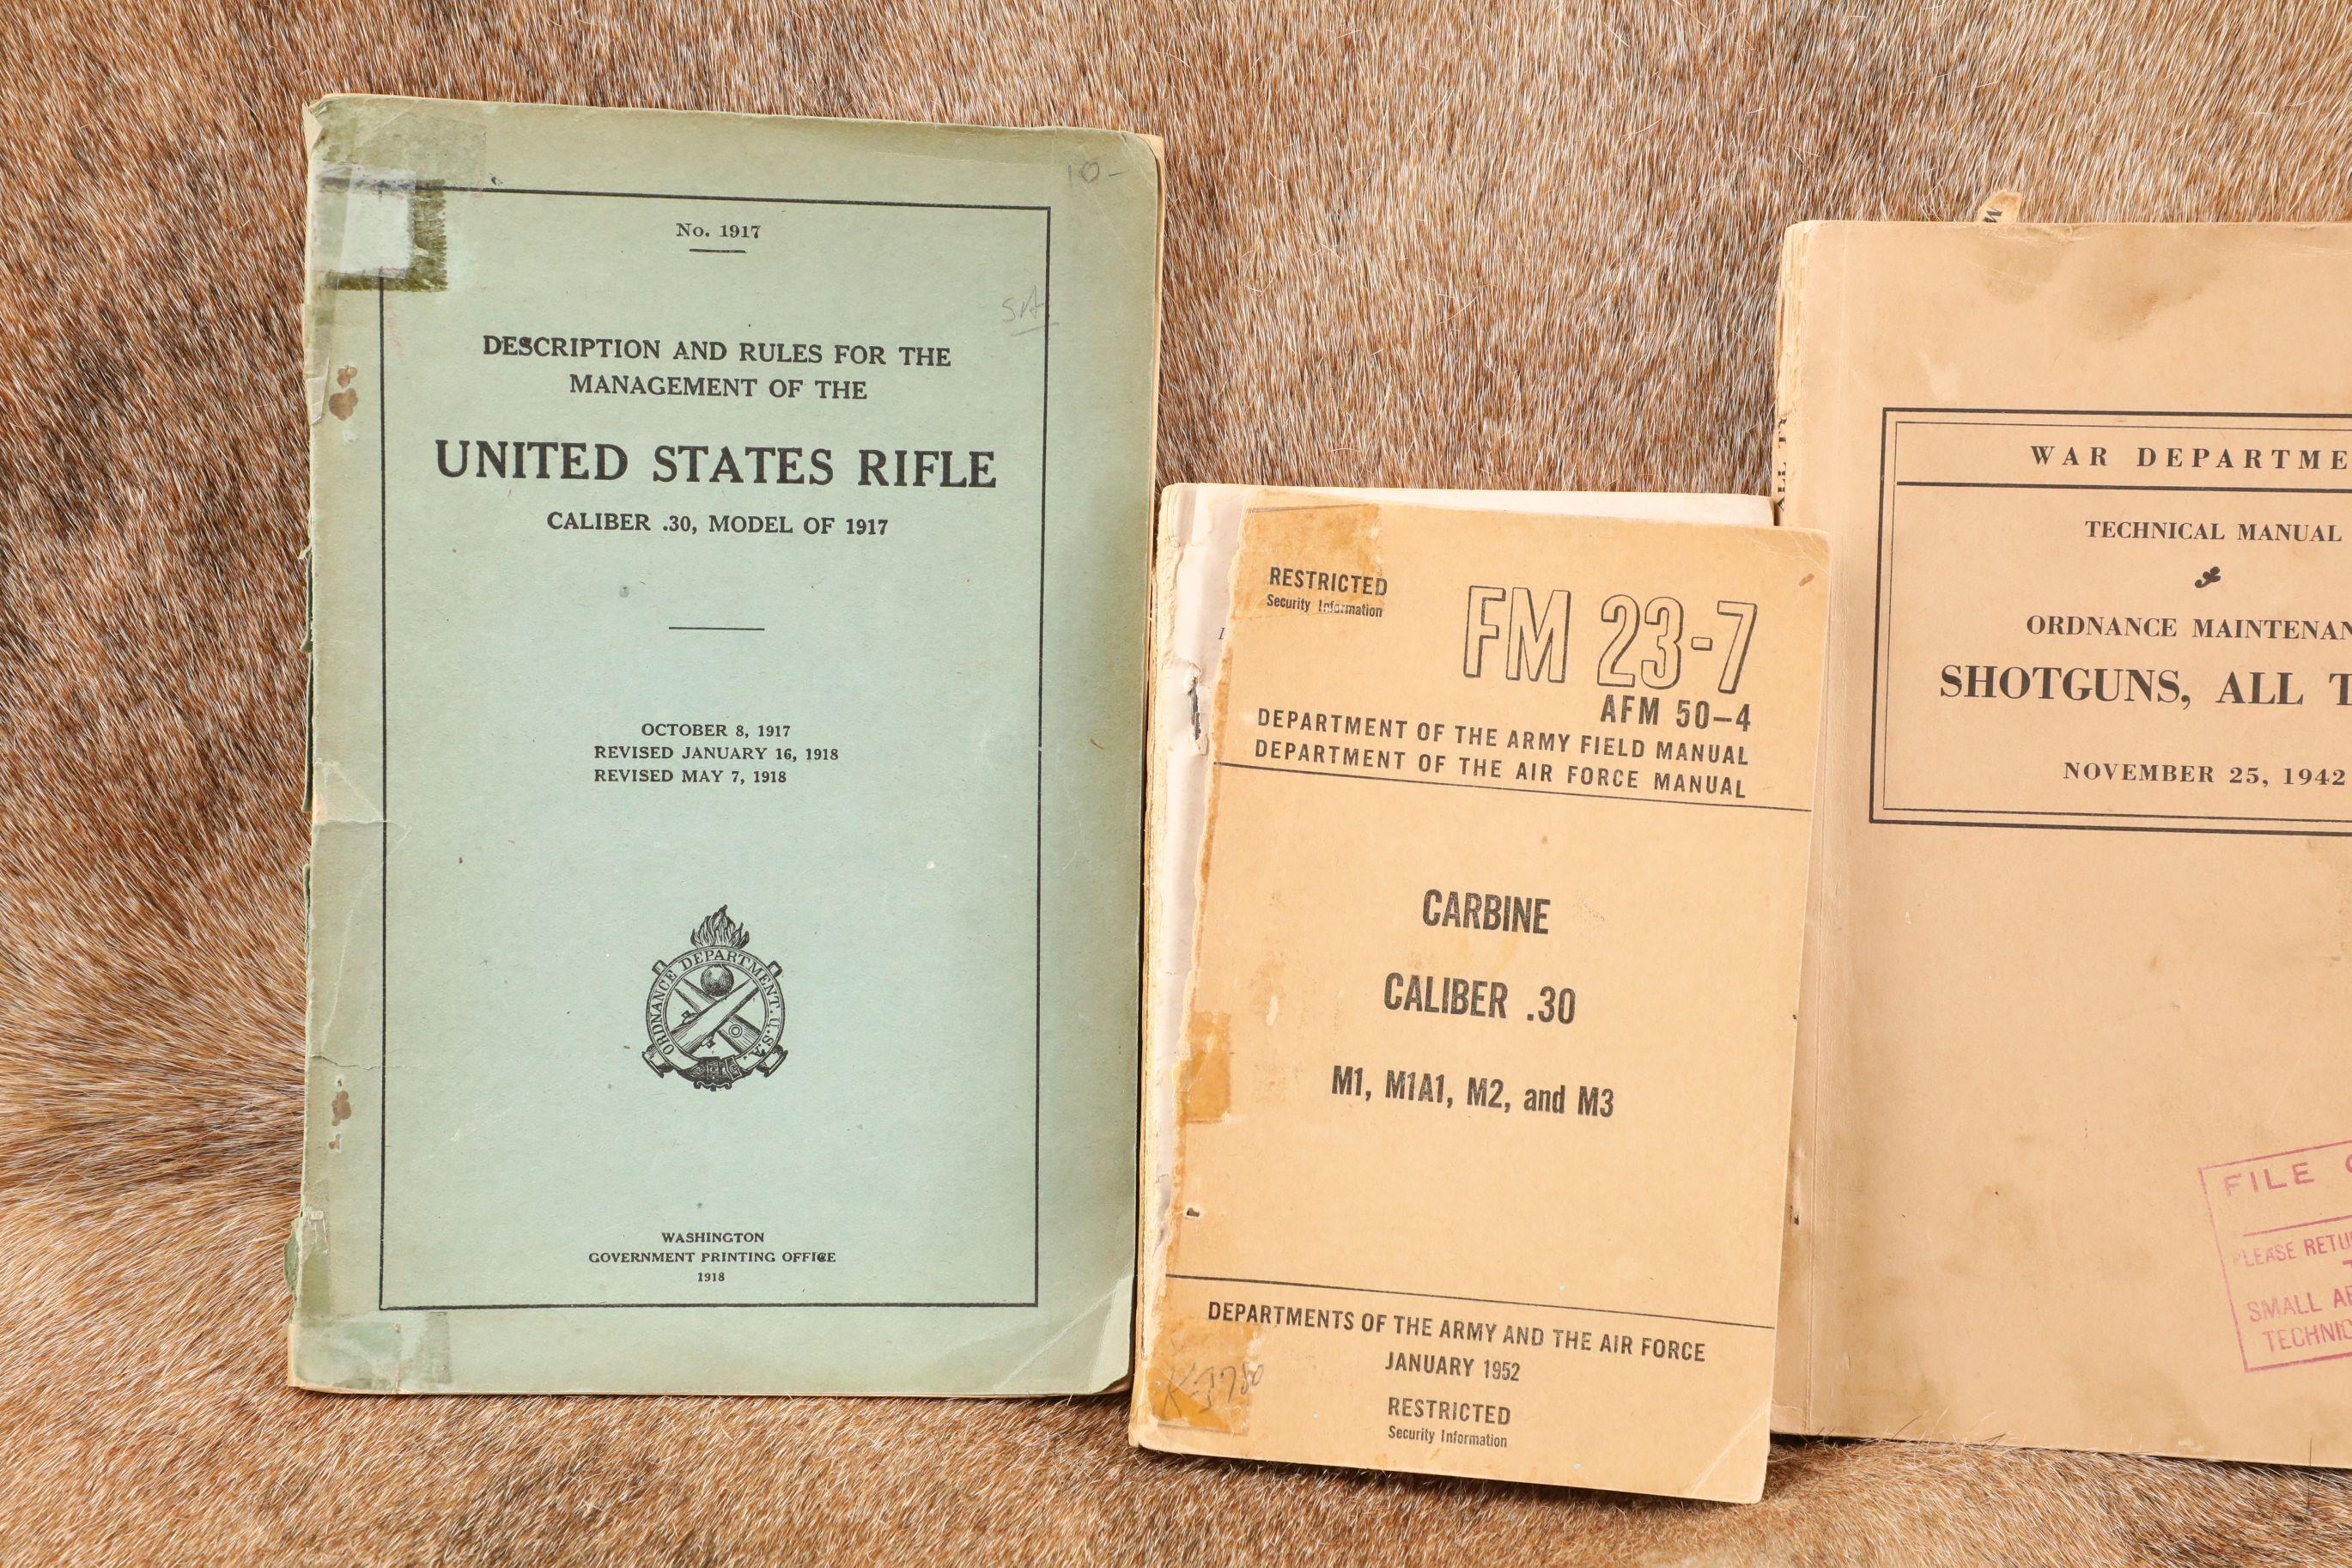 10-
No. 1917
DESCRIPTION AND RULES FOR THE
MANAGEMENT OF THE
UNITED STATES RIFLE
CALIBER .30, MODEL OF 1917
OCTOBER 8, 1917
REVISED JANUARY 16, 1918
REVISED MAY 7, 1918
ORDNANCE DEPARTMENT. U.S.A.
WASHINGTON
GOVERNMENT PRINTING OFFICE
1918
RESTRICTED
Security Information
FM 23-7
AFM 50-4
DEPARTMENT OF THE ARMY FIELD MANUAL
DEPARTMENT OF THE AIR FORCE MANUAL
CARBINE
CALIBER .30
M1, M1A1, M2, and M3
DEPARTMENTS OF THE ARMY AND THE AIR FORCE
JANUARY 1952
RESTRICTED
Security Information
ALL TY
WAR DEPARTME
TECHNICAL MANUAL
ORDNANCE MAINTENAN
SHOTGUNS, ALL T
NOVEMBER 25, 1942
FILE
PLEASE RETU
SMALL AR
TECHNIC